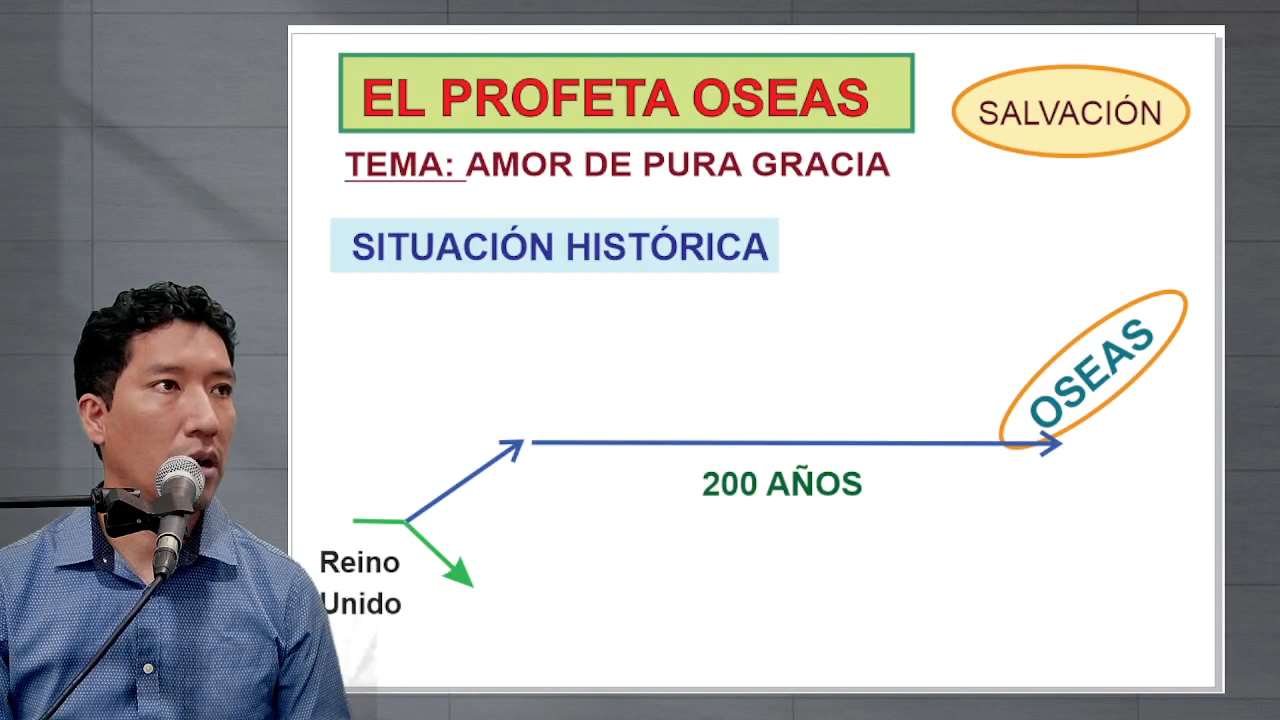 EL PROFETA OSEAS
SALVACIÓN
TEMA: AMOR DE PURA GRACIA
SITUACIÓN HISTÓRICA
OSEAS
200 AÑOS
Reino
Unido